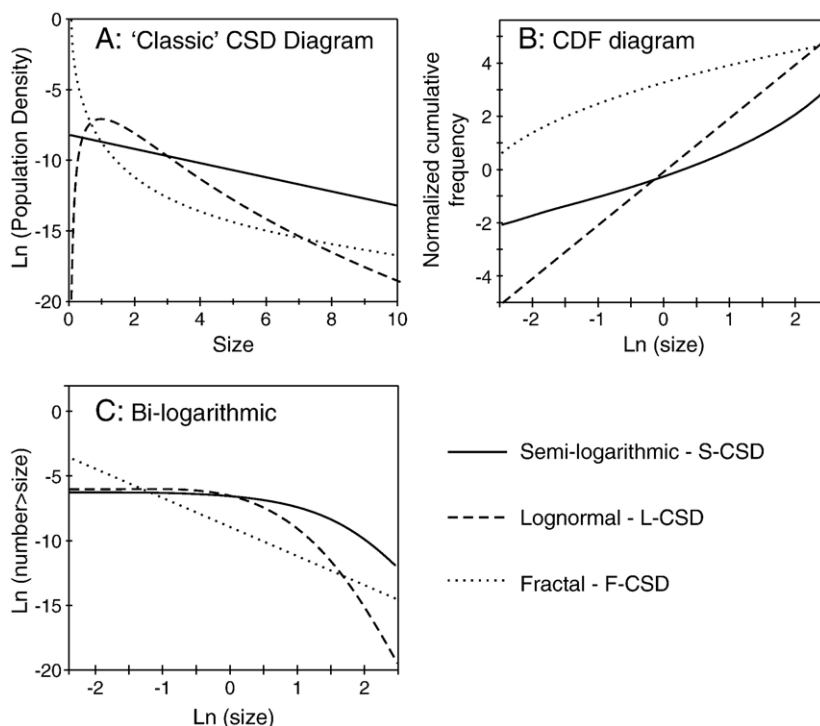 A: 'Classic' CSD Diagram
Ln (Population Density)
0
-5
-10
-15
-20
0
2
4
6
8
10
Size
B: CDF diagram
Normalized cumulative
frequency
4
2
0
-2
-4
-2
-1
0
1
2
Ln (size)
C: Bi-logarithmic
Ln (number>size)
0
-5
-10
-15
-20
-2
-1
0
1
2
Ln (size)
Semi-logarithmic - S-CSD
Lognormal - L-CSD
Fractal - F-CSD